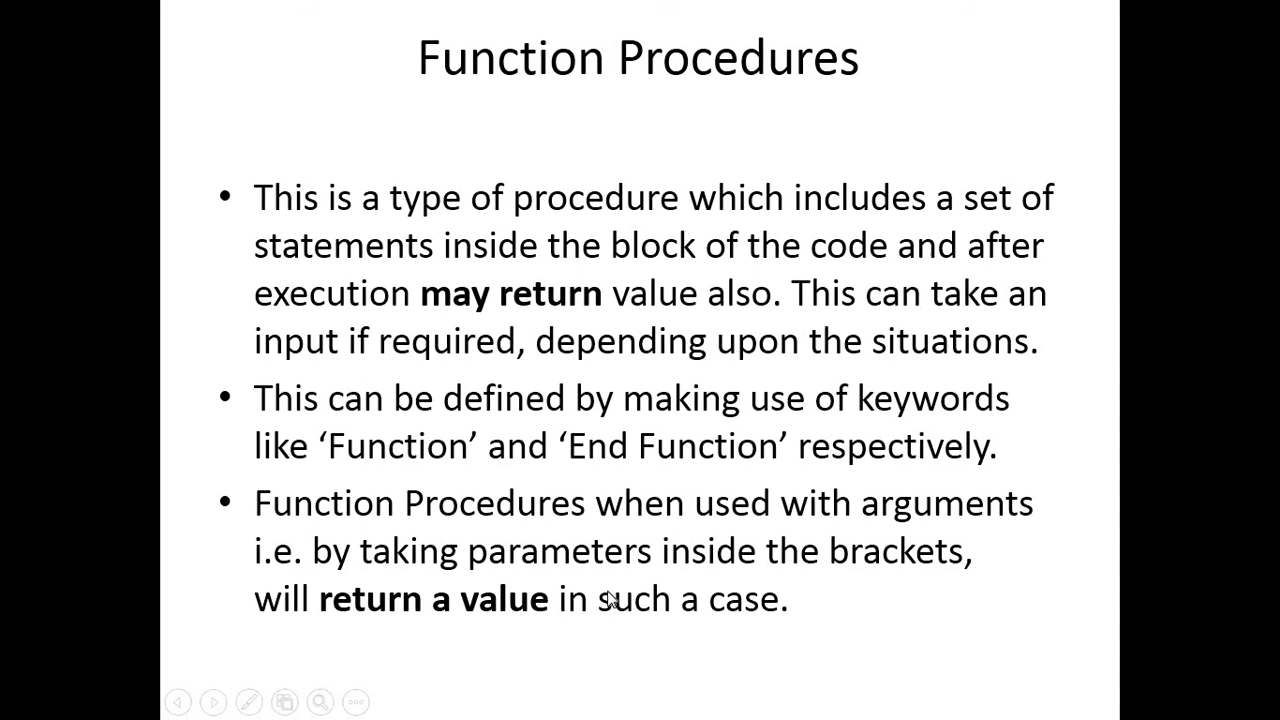 Function Procedures
• This is a type of procedure which includes a set of
statements inside the block of the code and after
execution may return value also. This can take an
input if required, depending upon the situations.
• This can be defined by making use of keywords
like ‘Function’ and ‘End Function’ respectively.
• Function Procedures when used with arguments
i.e. by taking parameters inside the brackets,
will return a value in such a case.